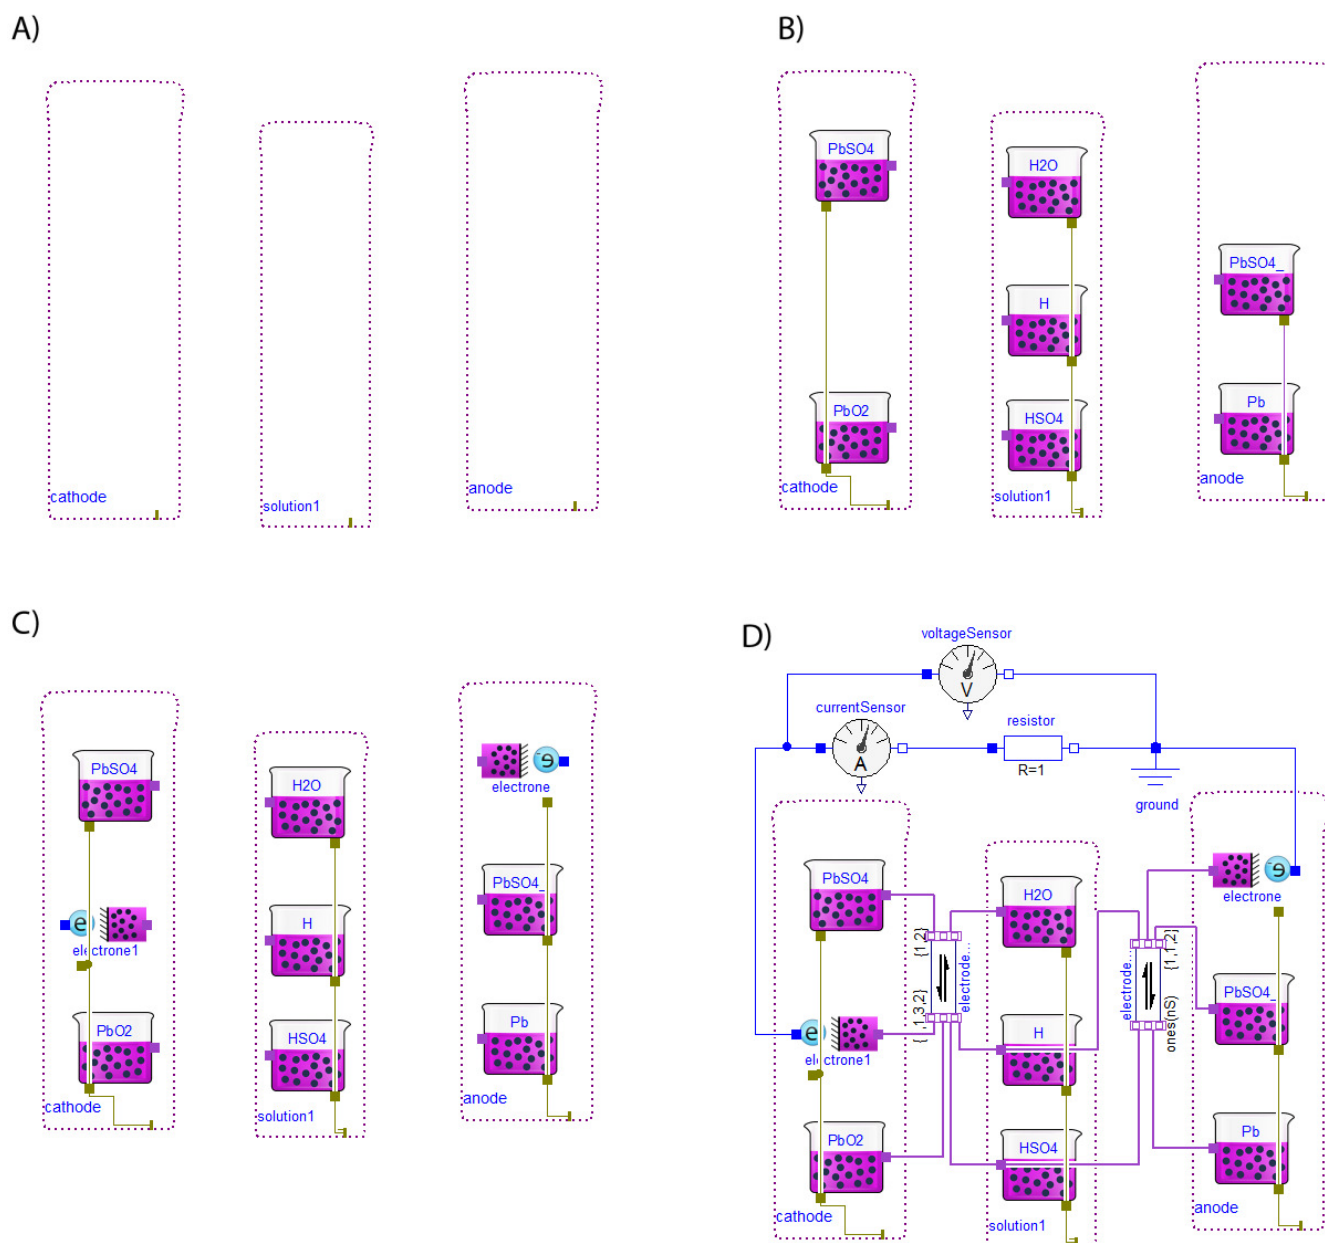 A)
cathode
solution1
anode
B)
PbSO4
H2O
PbSO4_
H
PbO2
HSO4
Pb
cathode
solution1
anode
C)
PbSO4
H2O
e
electrone
PbSO4_
e
electrone1
H
PbO2
HSO4
Pb
cathode
solution1
anode
D)
voltageSensor
V
currentSensor
resistor
A
R=1
ground
PbSO4
H2O
e
electrone
{1,2}
electrode...
{1,3,2}
electrode...
{1,1,2}
ones(nS)
PbSO4_
e
electrone1
H
PbO2
HSO4
Pb
cathode
solution1
anode